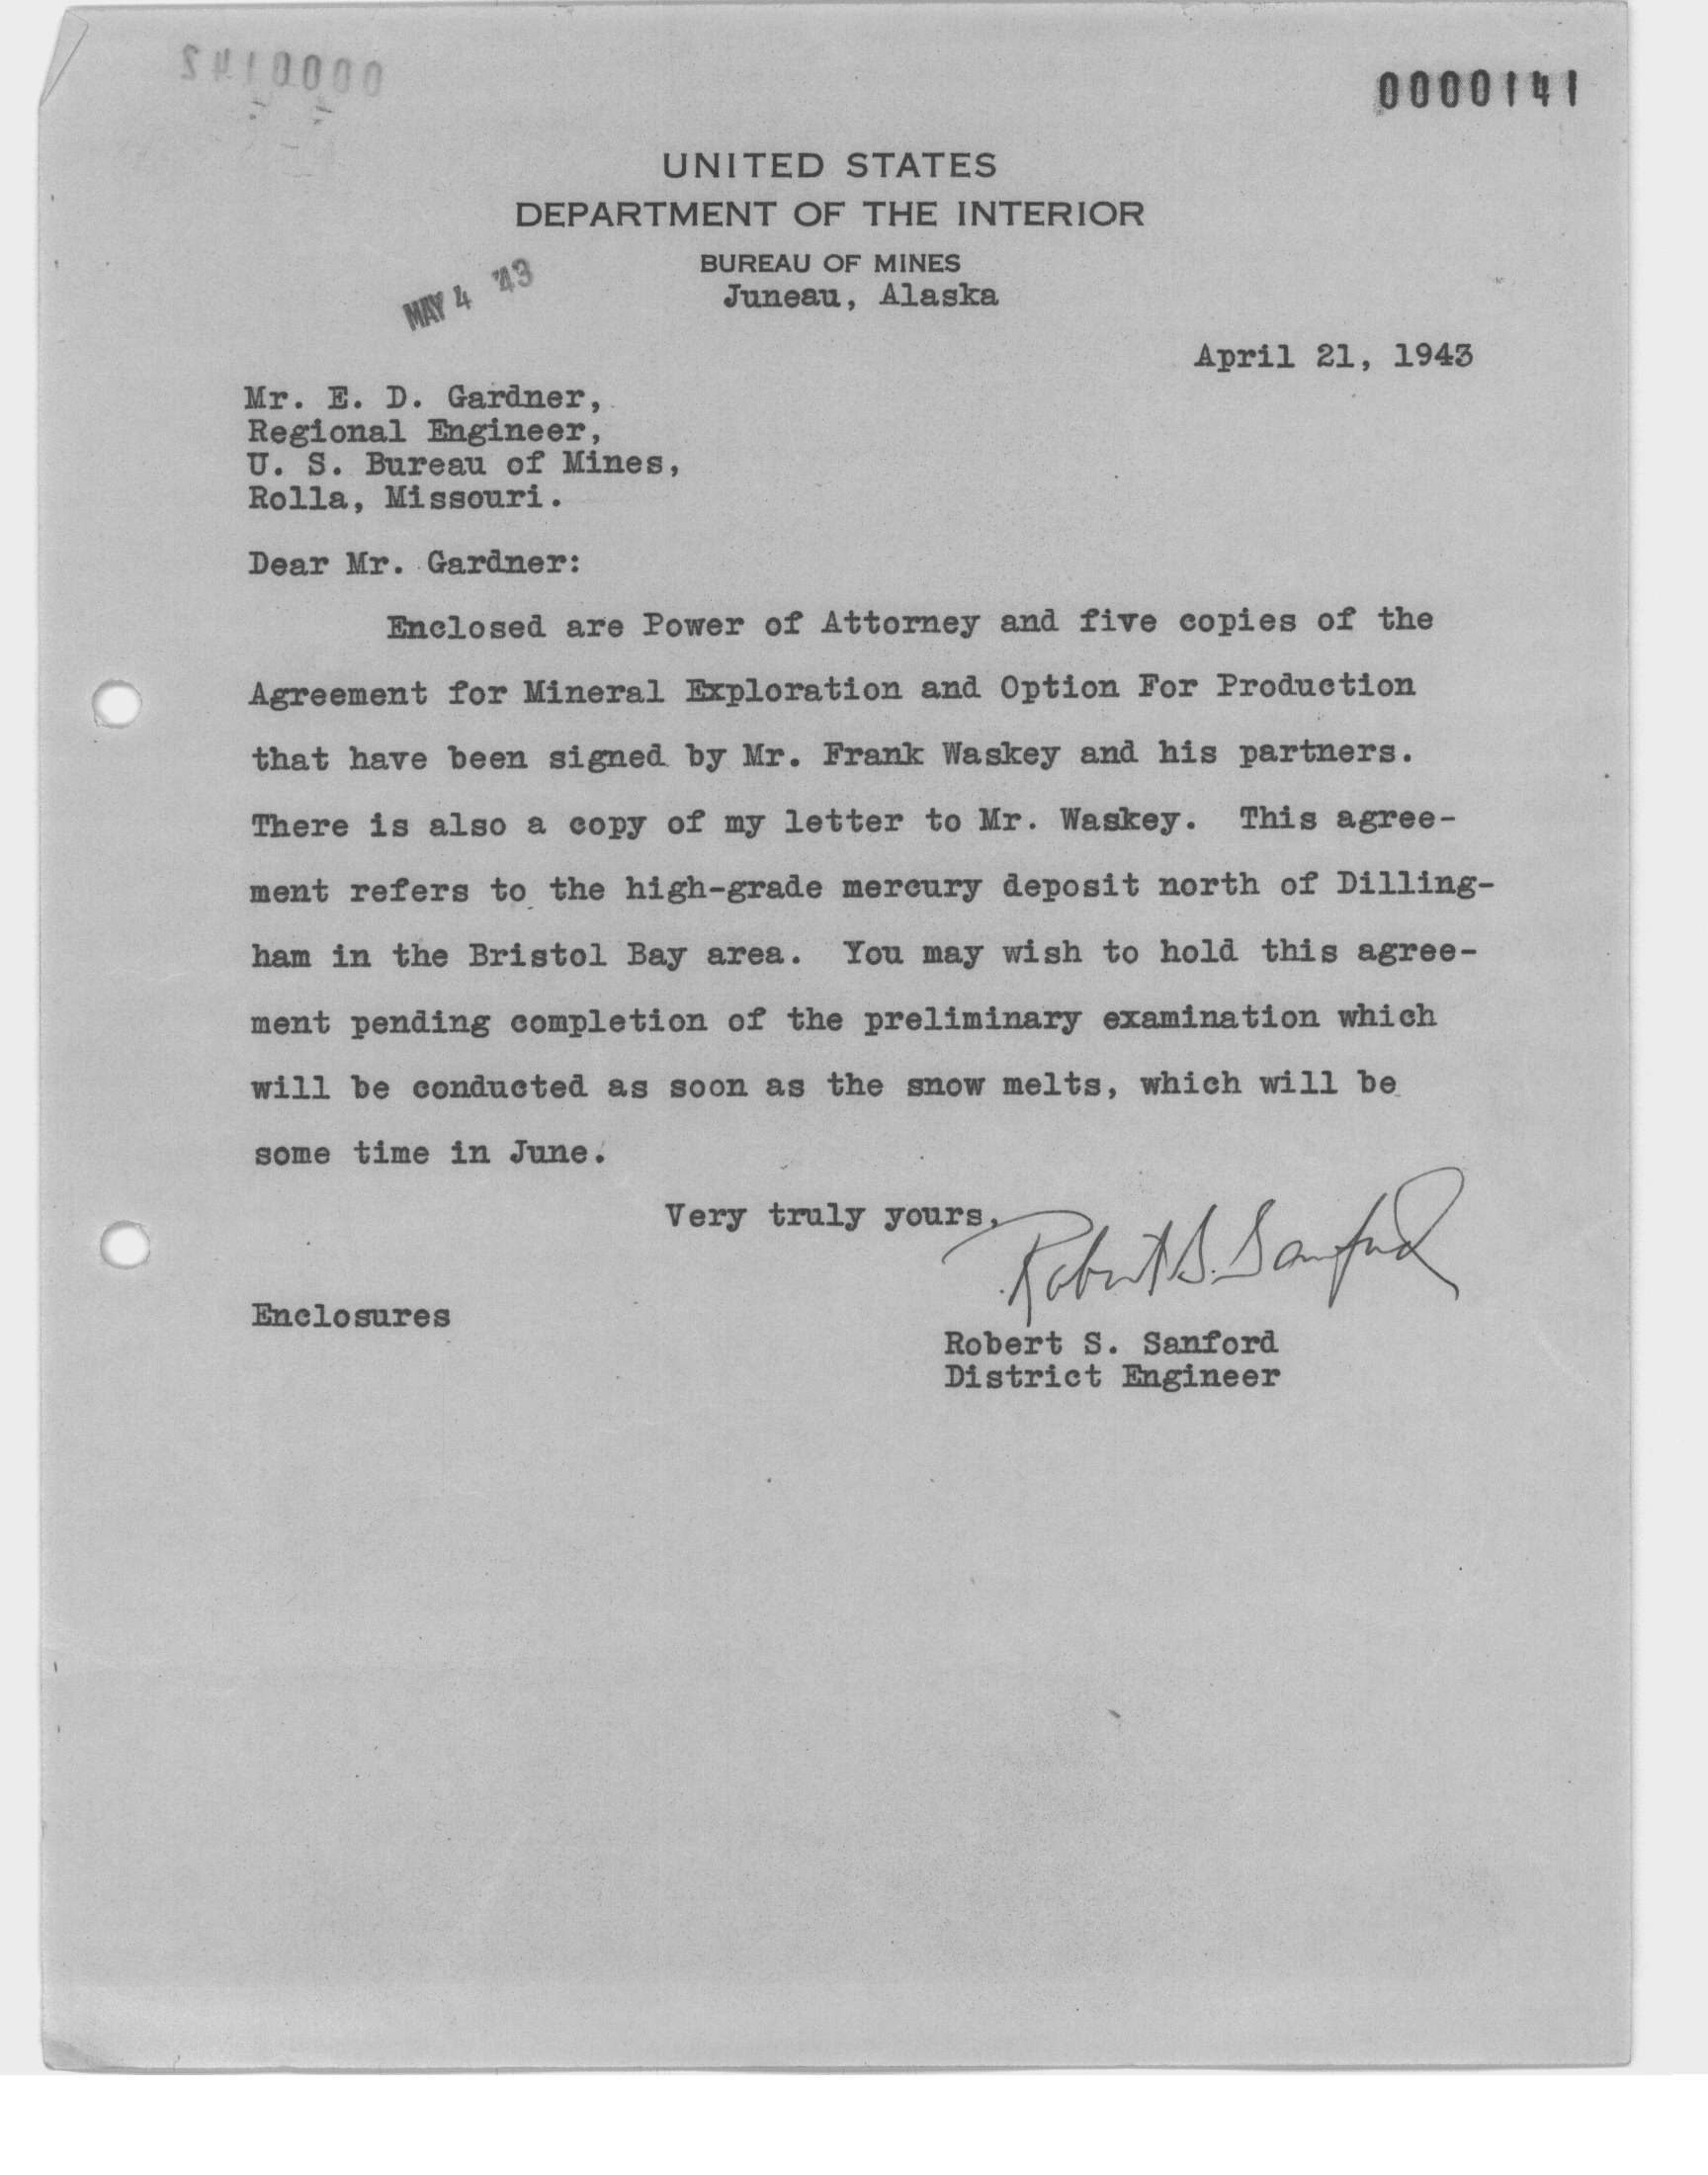 0000142
0000141
UNITED STATES
DEPARTMENT OF THE INTERIOR
BUREAU OF MINES
Juneau, Alaska
MAY 4 '43
April 21, 1943
Mr. E. D. Gardner,
Regional Engineer,
U. S. Bureau of Mines,
Rolla, Missouri.
Dear Mr. Gardner:
Enclosed are Power of Attorney and five copies of the
Agreement for Mineral Exploration and Option For Production
that have been signed by Mr. Frank Waskey and his partners.
There is also a copy of my letter to Mr. Waskey. This agree-
ment refers to the high-grade mercury deposit north of Dilling-
ham in the Bristol Bay area. You may wish to hold this agree-
ment pending completion of the preliminary examination which
will be conducted as soon as the snow melts, which will be
some time in June.
Very truly yours,
Robert S. Sanford
Enclosures
Robert S. Sanford
District Engineer